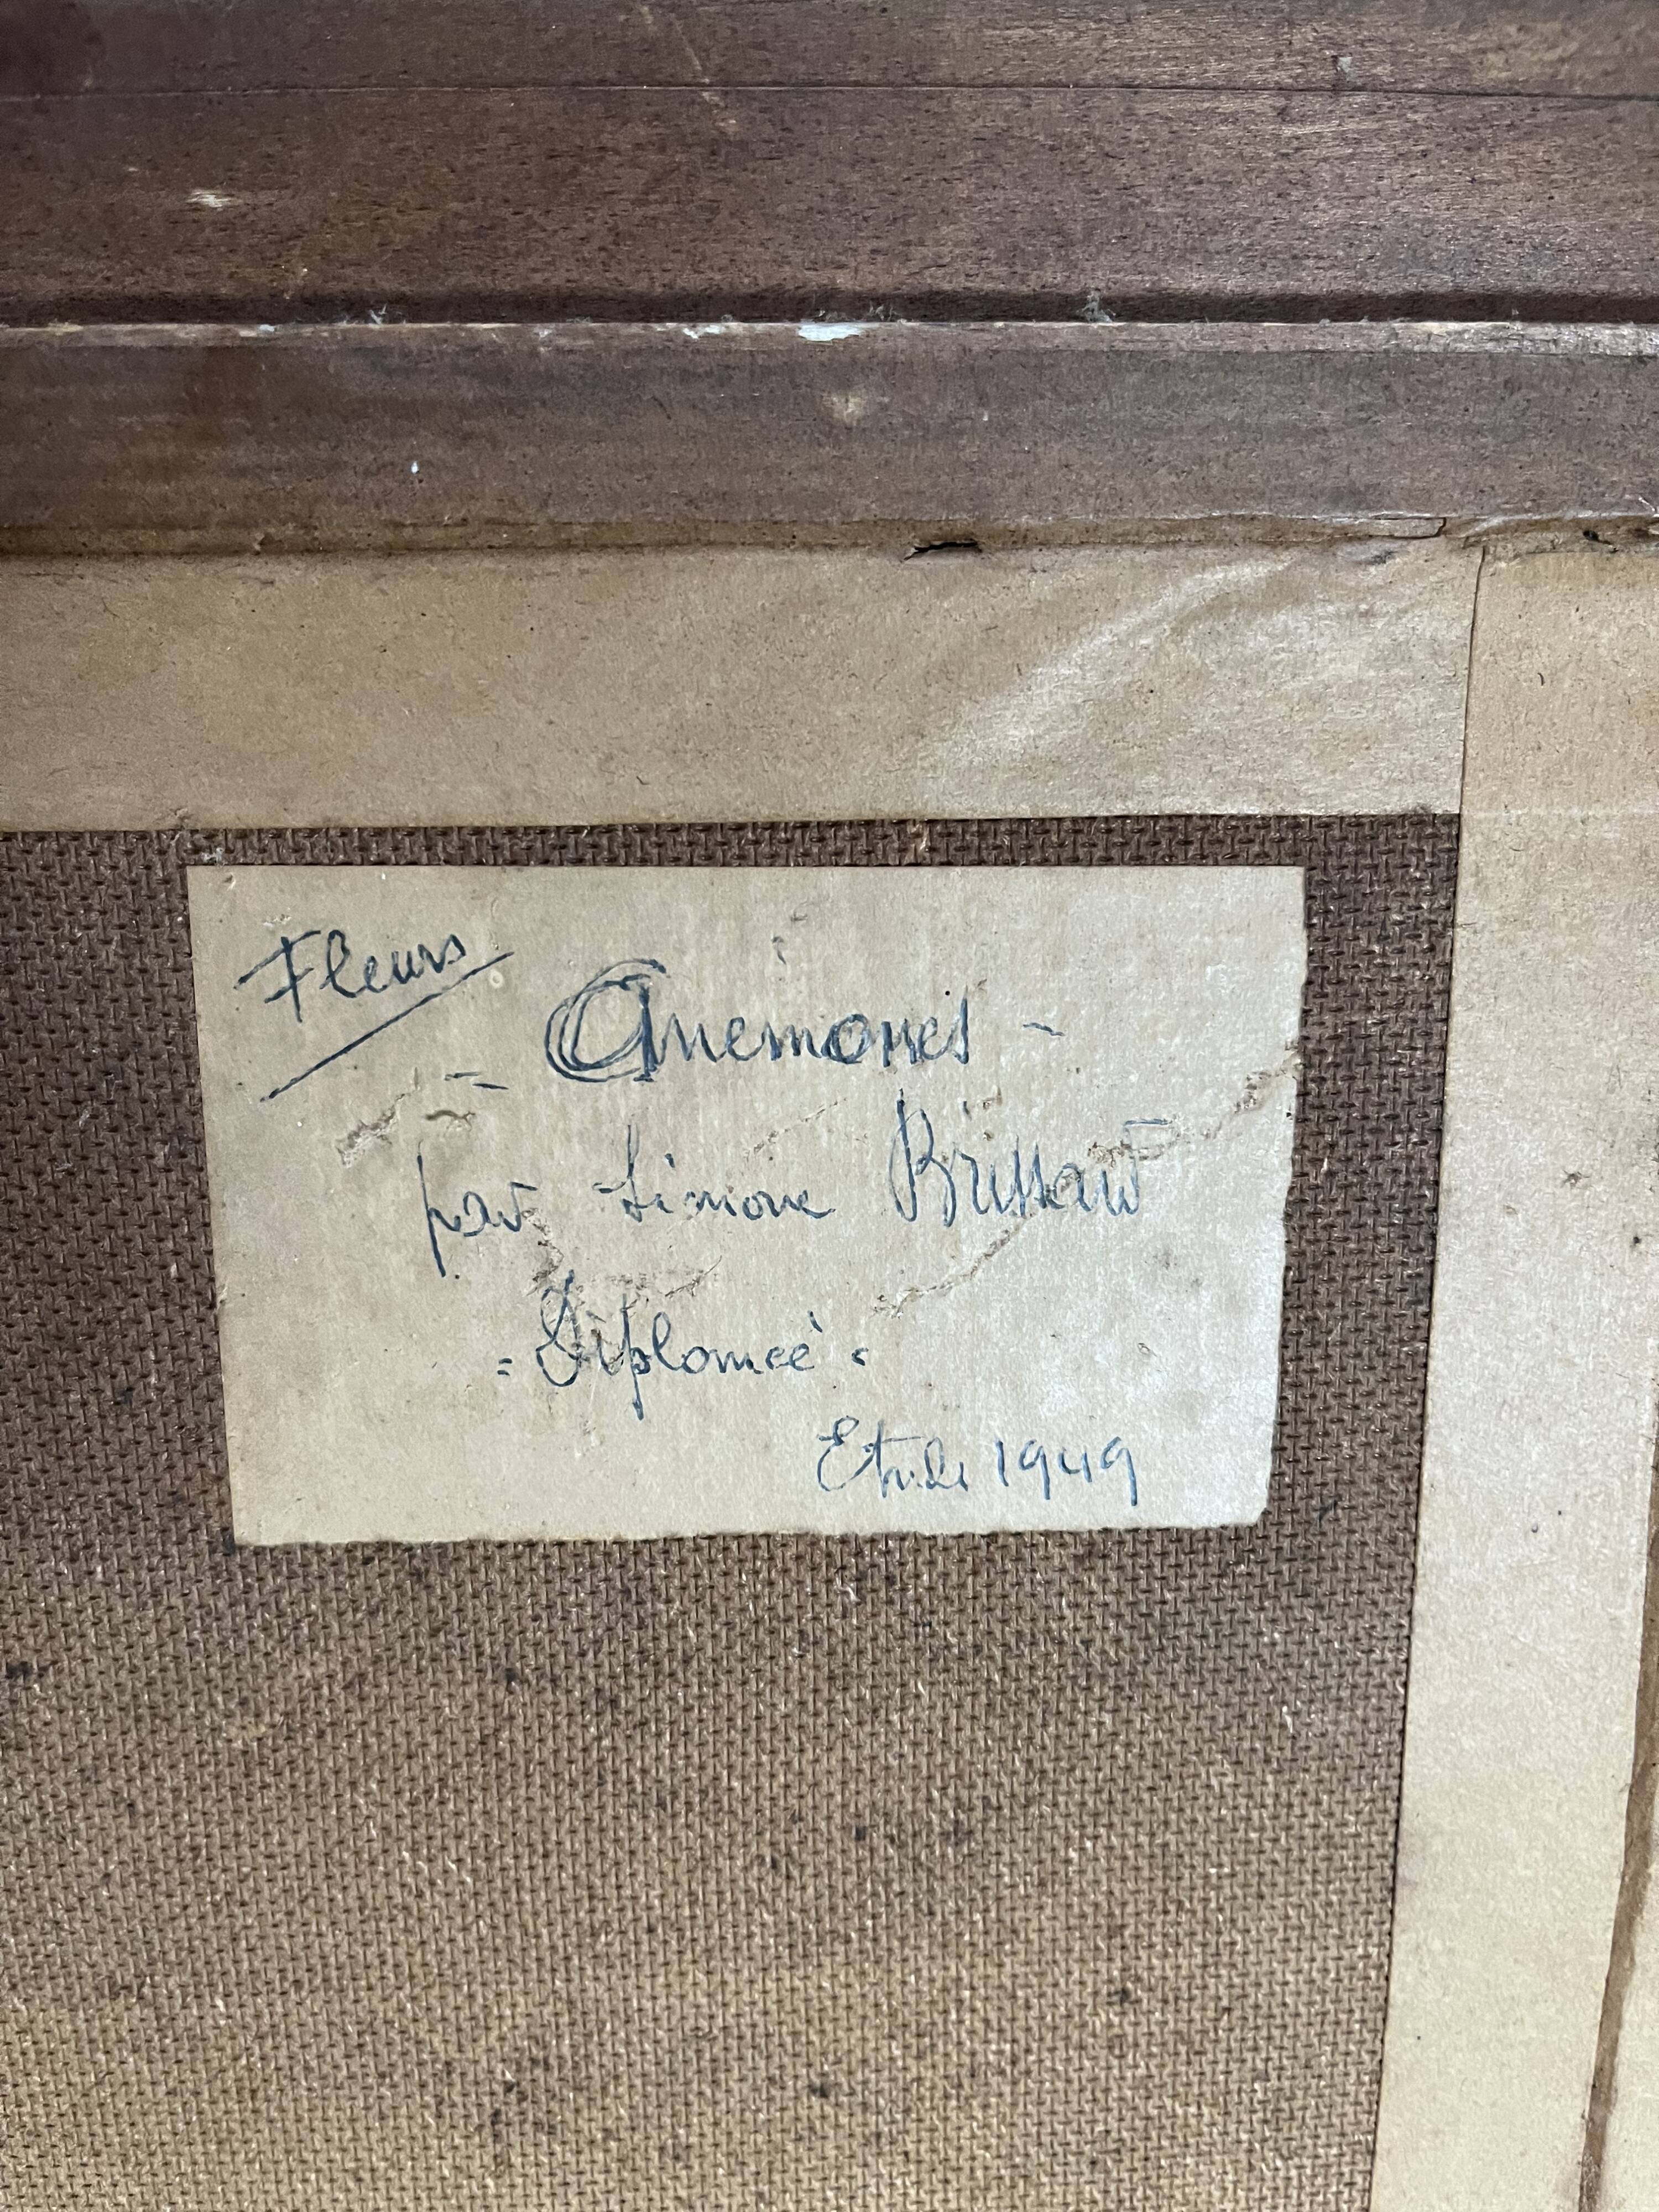 Fleurs
- Anemones -
par Simone Brissaud
- Diplomée -
Etude 1949